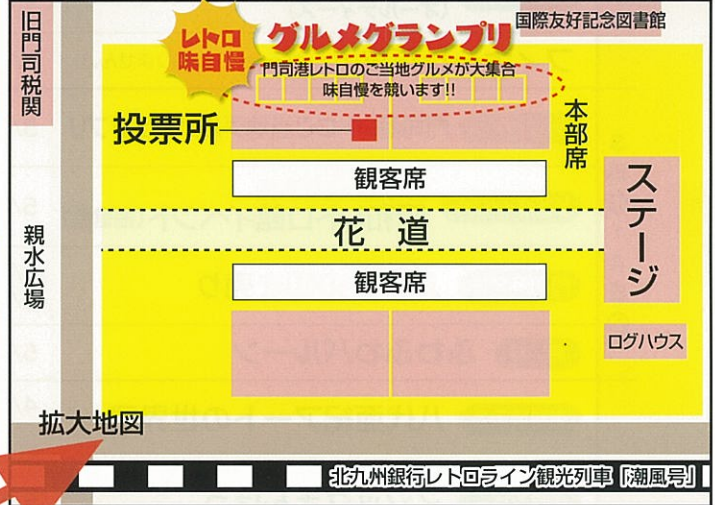 旧門司税関
レトロ
味自慢
グルメグランプリ
国際友好記念図書館
門司港レトロのご当地グルメが大集合
味自慢を競います!!
投票所
本部席
観客席
ステージ
花道
親水広場
観客席
ログハウス
拡大地図
北九州銀行レトロライン観光列車「潮風号」